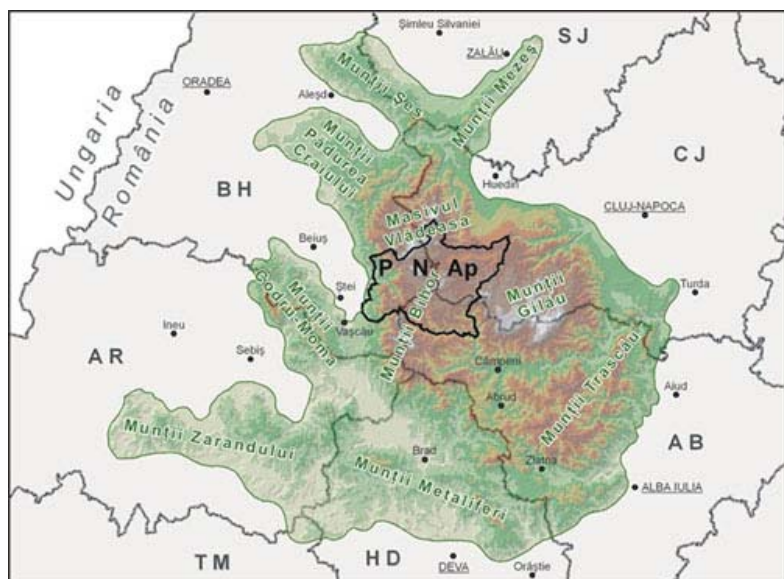 Șimleu Silvaniei
SJ
ZALĂU
ORADEA
Aleșd
Munții Șes
Munții Mezeș
Ungaria
România
Munții
Pădurea
Craiului
CJ
BH
Huedin
CLUJ-NAPOCA
Masivul
Vlădeasa
Beiuș
P N Ap
Ștei
Munții
Gilău
Turda
Munții
Codru Moma
Munții Bihor
Vașcău
Ineu
AR
Sebiș
Câmpeni
Munții Trascău
Abrud
Aiud
AB
Munții Zarandului
Brad
Zlatna
Munții Metaliferi
ALBA IULIA
TM
HD
DEVA
Orăștie